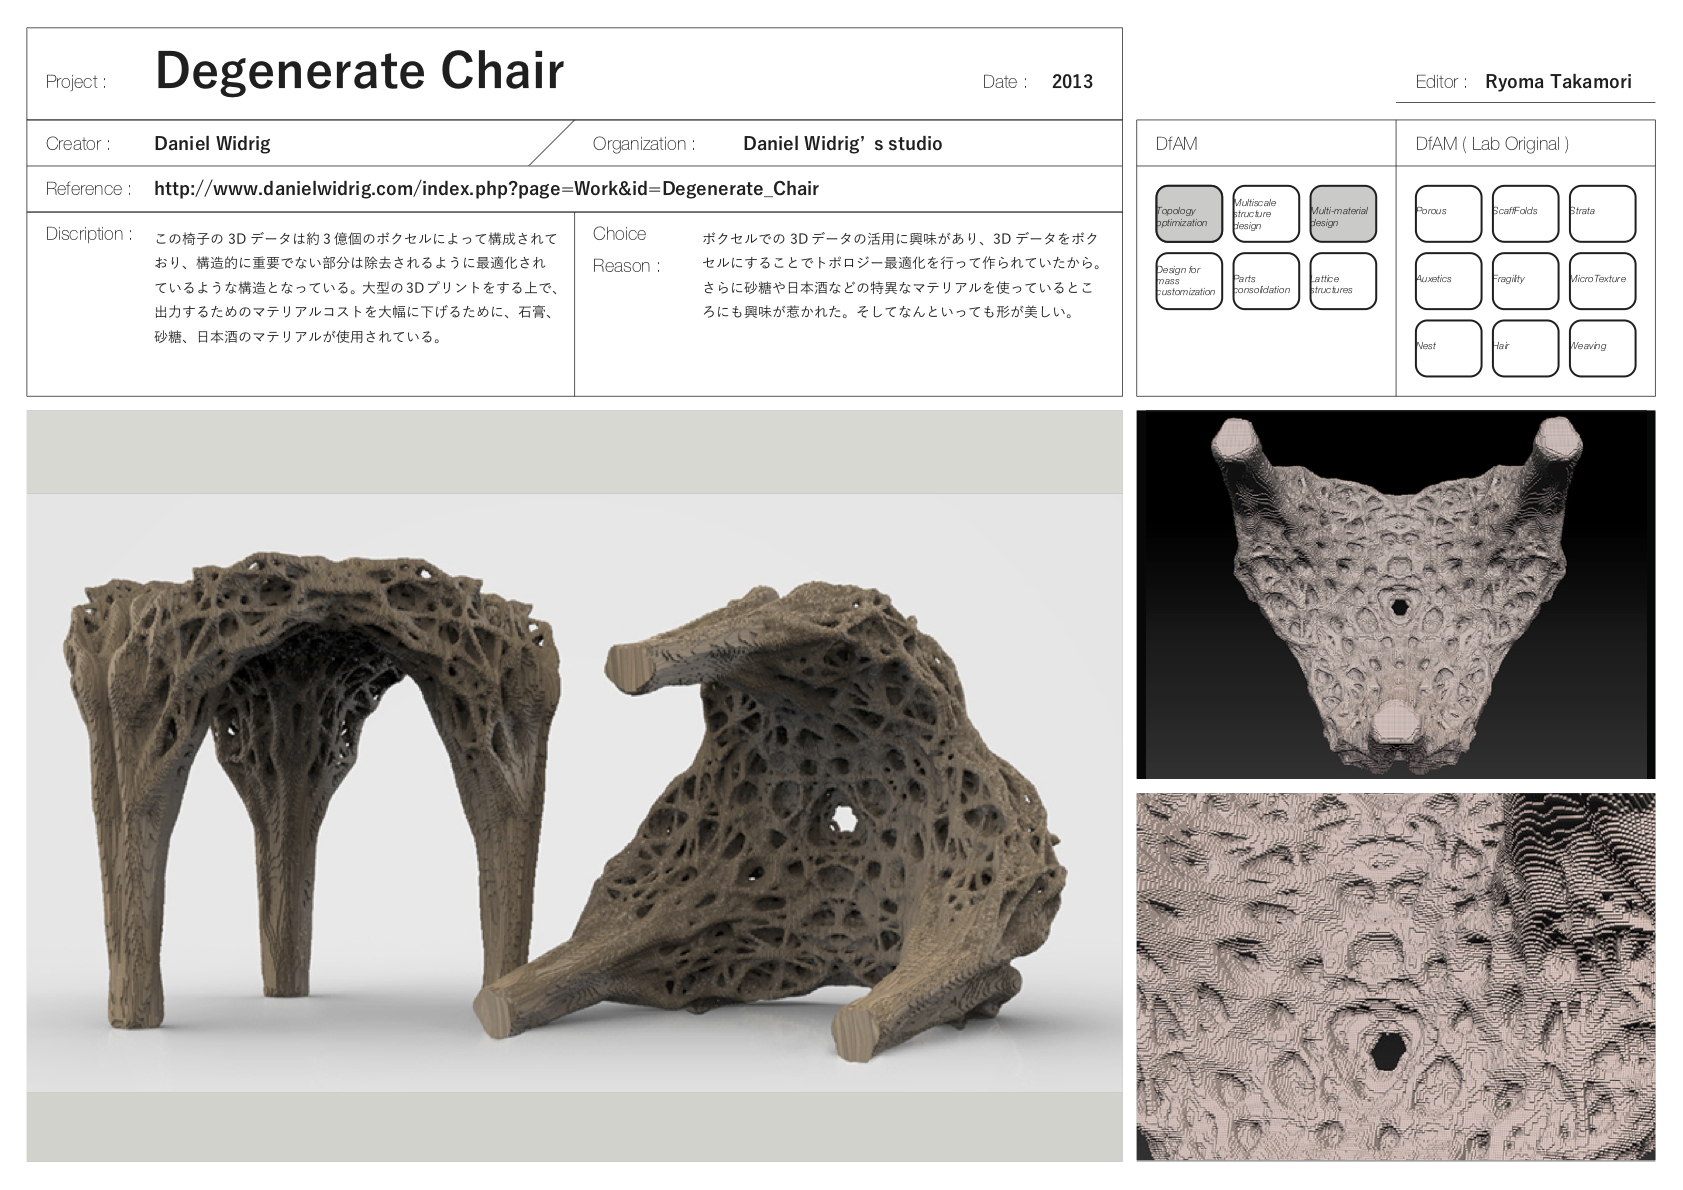 Project : Degenerate Chair Date : 2013
Editor : Ryoma Takamori
Creator : Daniel Widrig Organization : Daniel Widrig’ s studio
Reference : http://www.danielwidrig.com/index.php?page=Work&id=Degenerate_Chair
Discription :
この椅子の 3D データは約 3 億個のボクセルによって構成されて
おり、構造的に重要でない部分は除去されるように最適化され
ているような構造となっている。大型の 3D プリントをする上で、
出力するためのマテリアルコストを大幅に下げるために、石膏、
砂糖、日本酒のマテリアルが使用されている。
Choice
Reason :
ボクセルでの 3D データの活用に興味があり、3D データをボク
セルにすることでトポロジー最適化を行って作られていたから。
さらに砂糖や日本酒などの特異なマテリアルを使っているとこ
ろにも興味が惹かれた。そしてなんといっても形が美しい。
DfAM
Topology
optimization
Multiscale
structure
design
Multi-material
design
Design for
mass
customization
Parts
consolidation
Lattice
structures
DfAM ( Lab Original )
Porous
ScaffFolds
Strata
Auxetics
Fragility
MicroTexture
Nest
Hair
Weaving